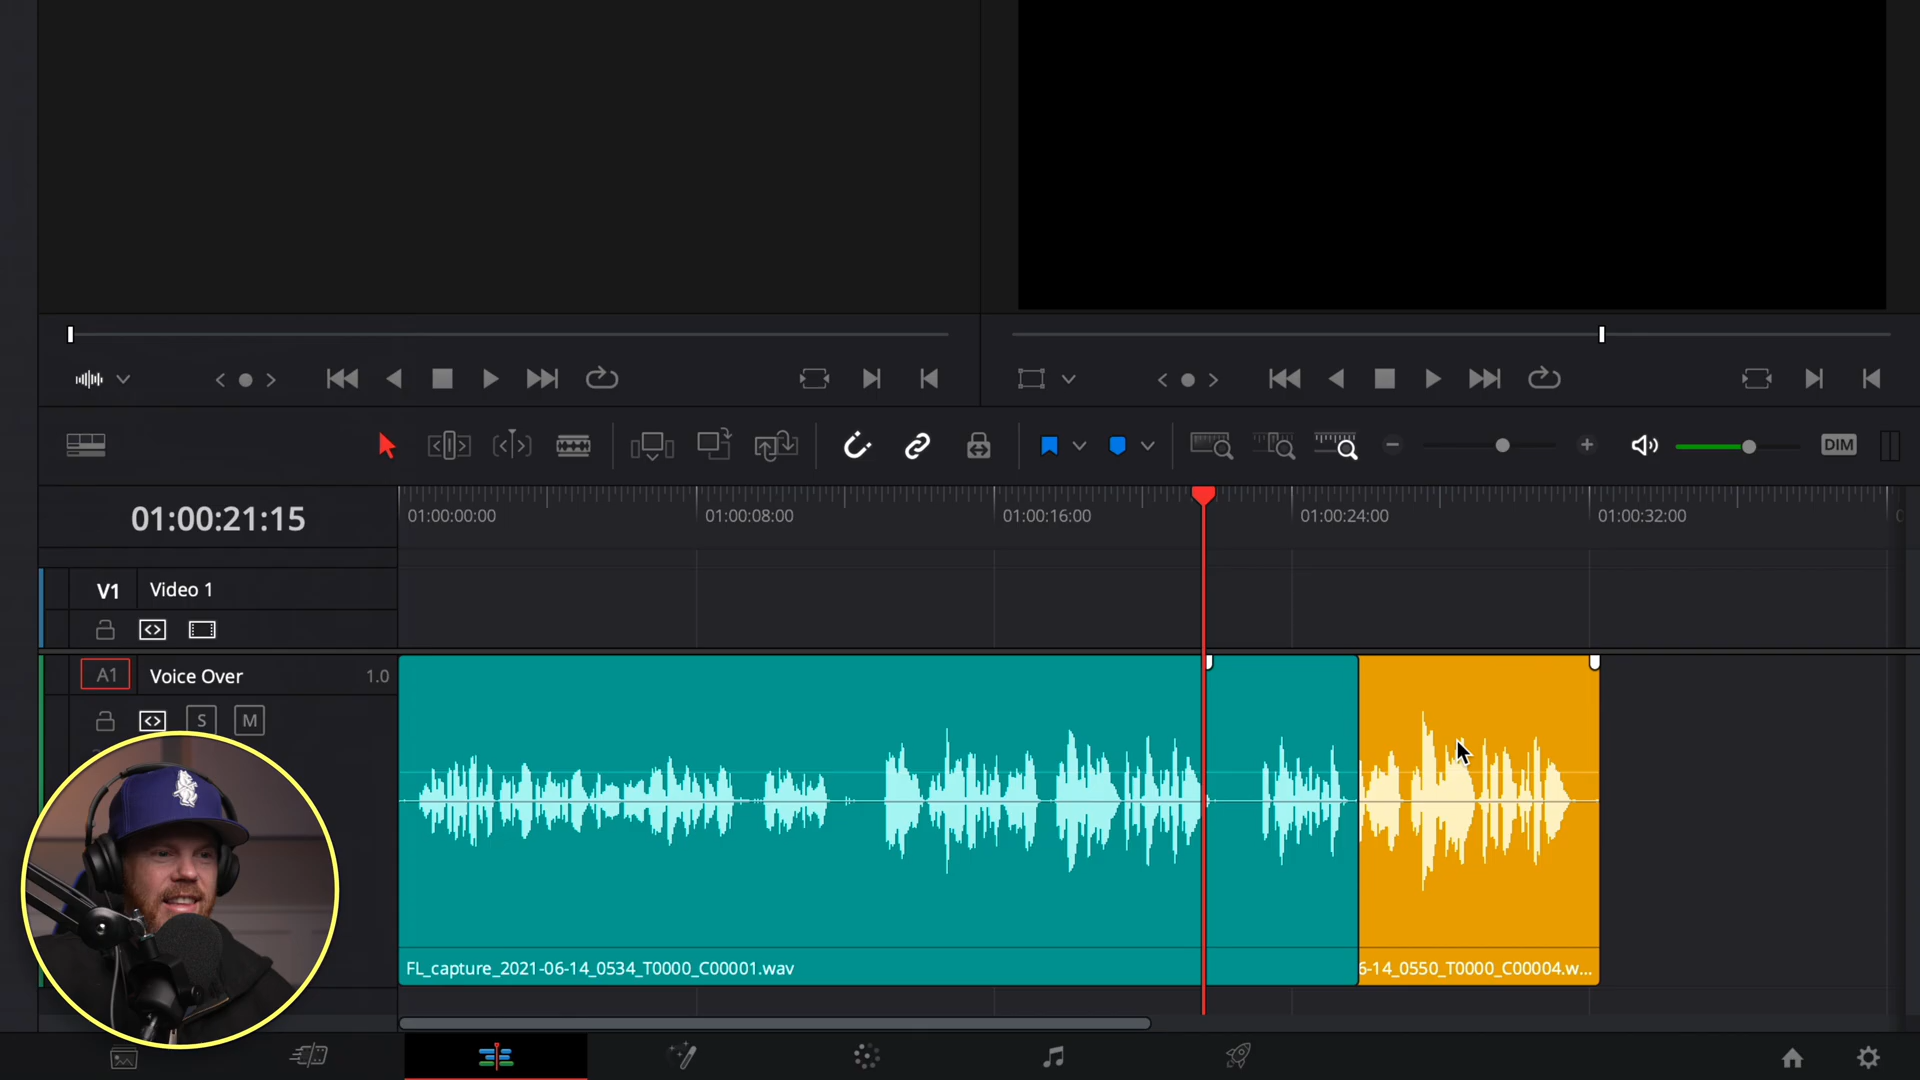 DIM
01:00:21:15
01:00:00:00
01:00:08:00
01:00:16:00
01:00:24:00
01:00:32:00
V1
Video 1
A1
Voice Over
1.0
S
M
FL_capture_2021-06-14_0534_T0000_C00001.wav
6-14_0550_T0000_C00004.w...